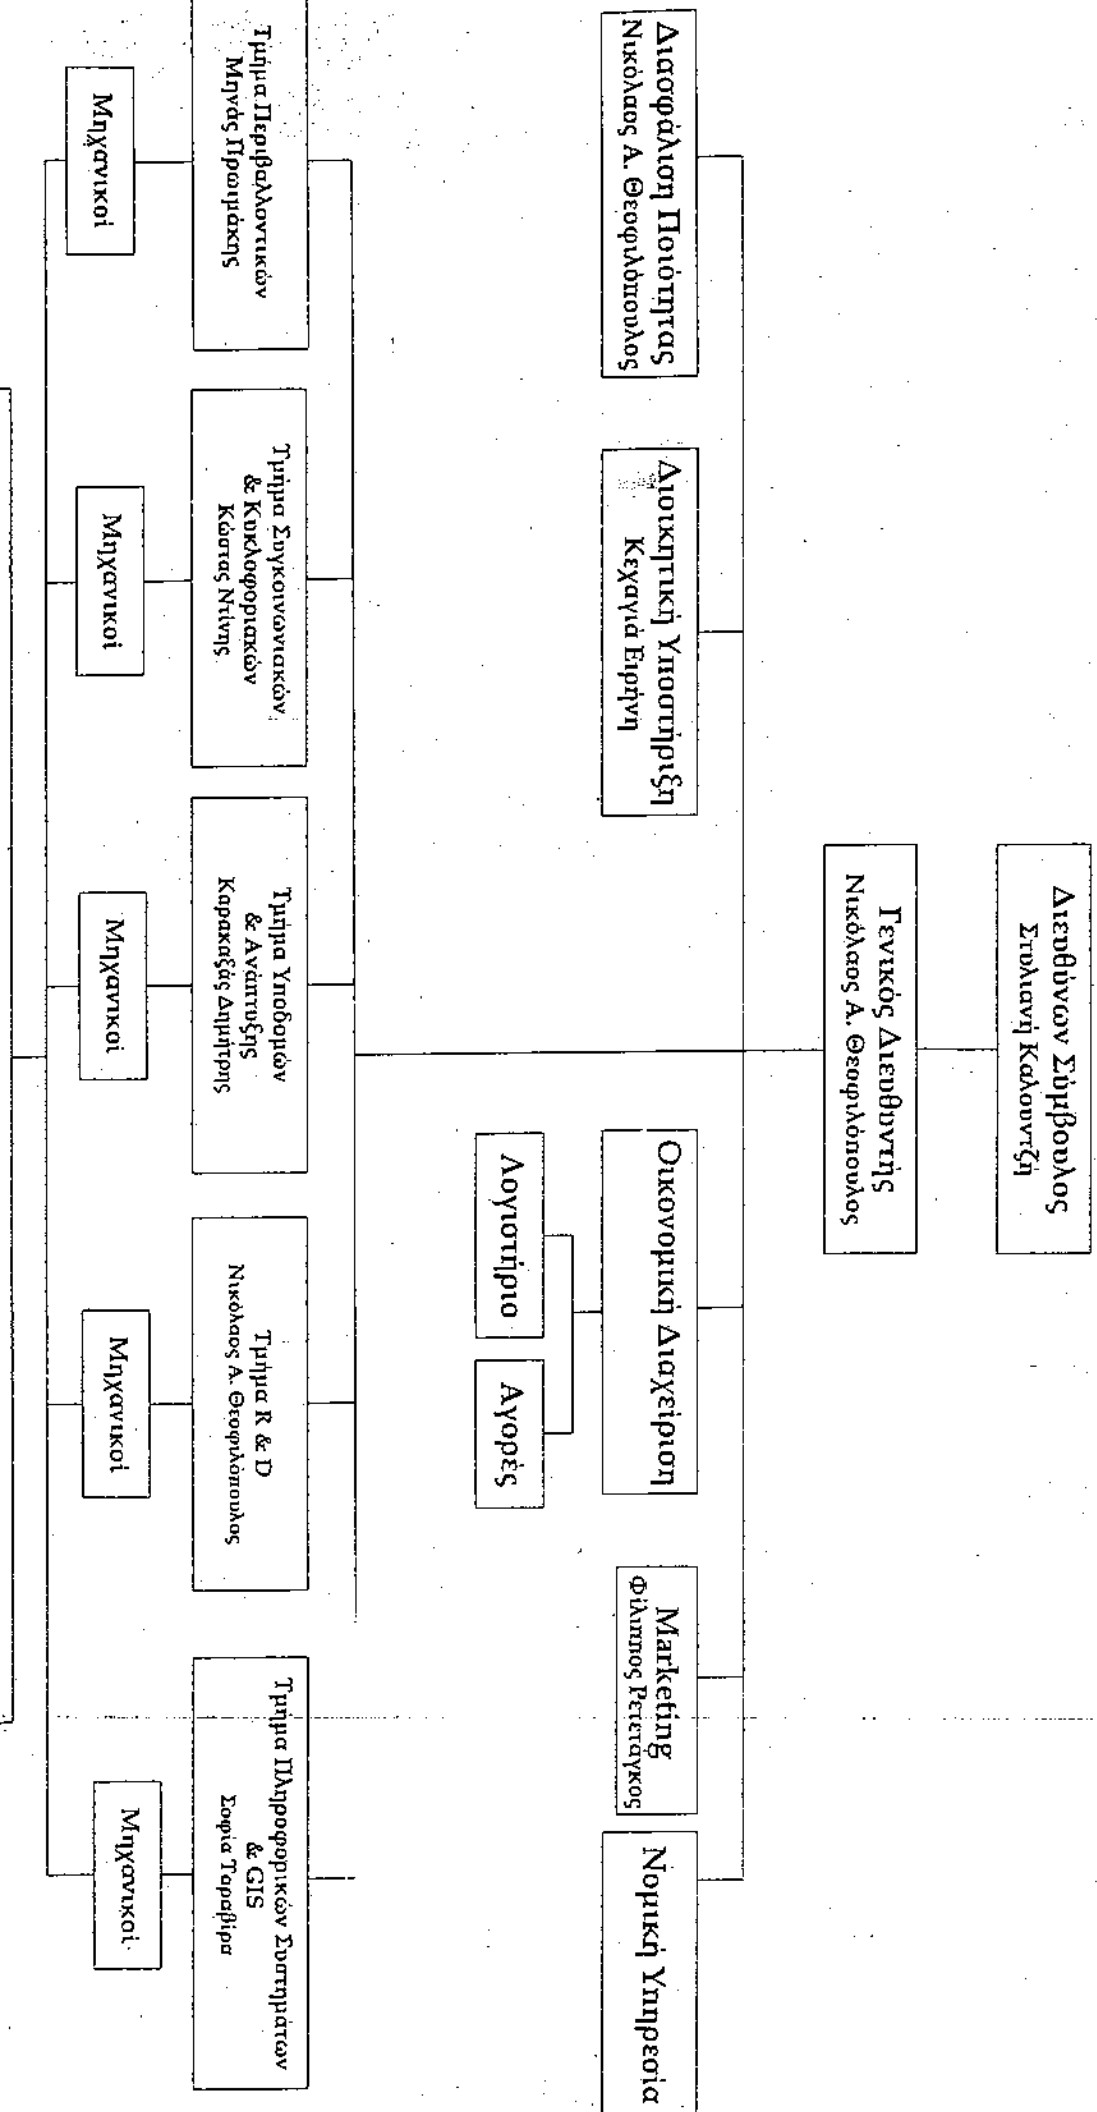 Διευθύνων Σύμβουλος
Στυλιανή Καλουντζή
Γενικός Διευθυντής
Νικόλαος Α. Θεοφιλόπουλος
Διασφάλιση Ποιότητας
Νικόλαος Α. Θεοφιλόπουλος
Διοικητική Υποστήριξη
Κεχαγιά Ειρήνη
Οικονομική Διαχείριση
Marketing
Φίλιππος Ρετετάγκος
Νομική Υπηρεσία
Λογιστήριο
Αγορές
Τμήμα Περιβαλλοντικών
Μηνάς Πρωιμάκης
Τμήμα Συγκοινωνιακών
& Κυκλοφοριακών
Κώστας Ντίνης
Τμήμα Υποδομών
& Ανάπτυξης
Καρακαξάς Δημήτρης
Τμήμα R & D
Νικόλαος Α. Θεοφιλόπουλος
Τμήμα Πληροφορικών Συστημάτων
& GIS
Σοφία Ταραβίρα
Μηχανικοί
Μηχανικοί
Μηχανικοί
Μηχανικοί
Μηχανικοί